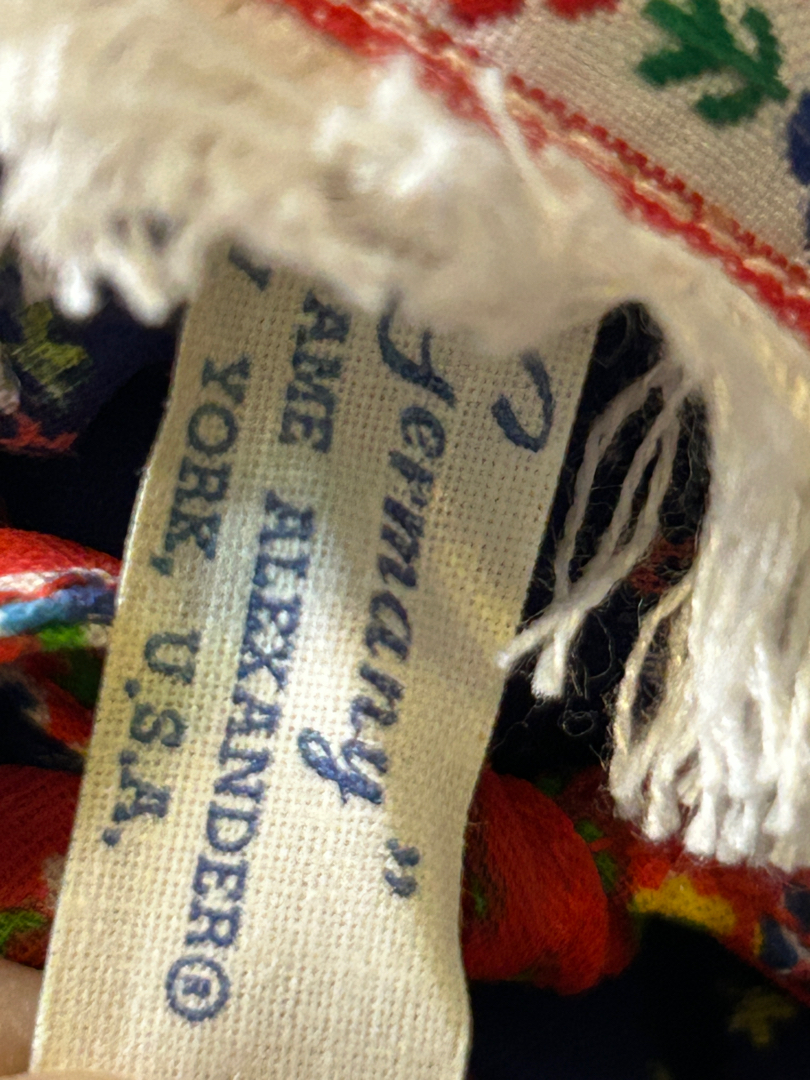 Germany"
AME ALEXANDER®
YORK, U.S.A.